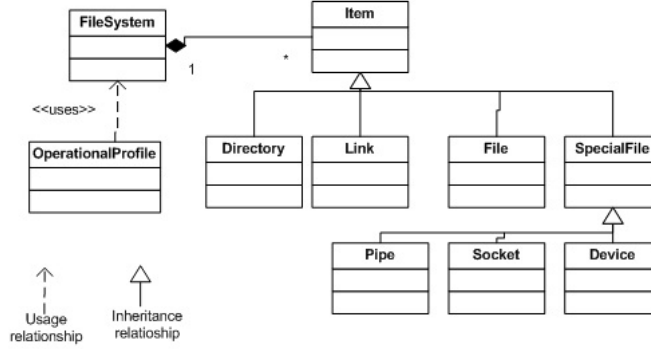 FileSystem
Item
1
*
<<uses>>
OperationalProfile
Directory
Link
File
SpecialFile
Pipe
Socket
Device
Usage
relationship
Inheritance
relatioship